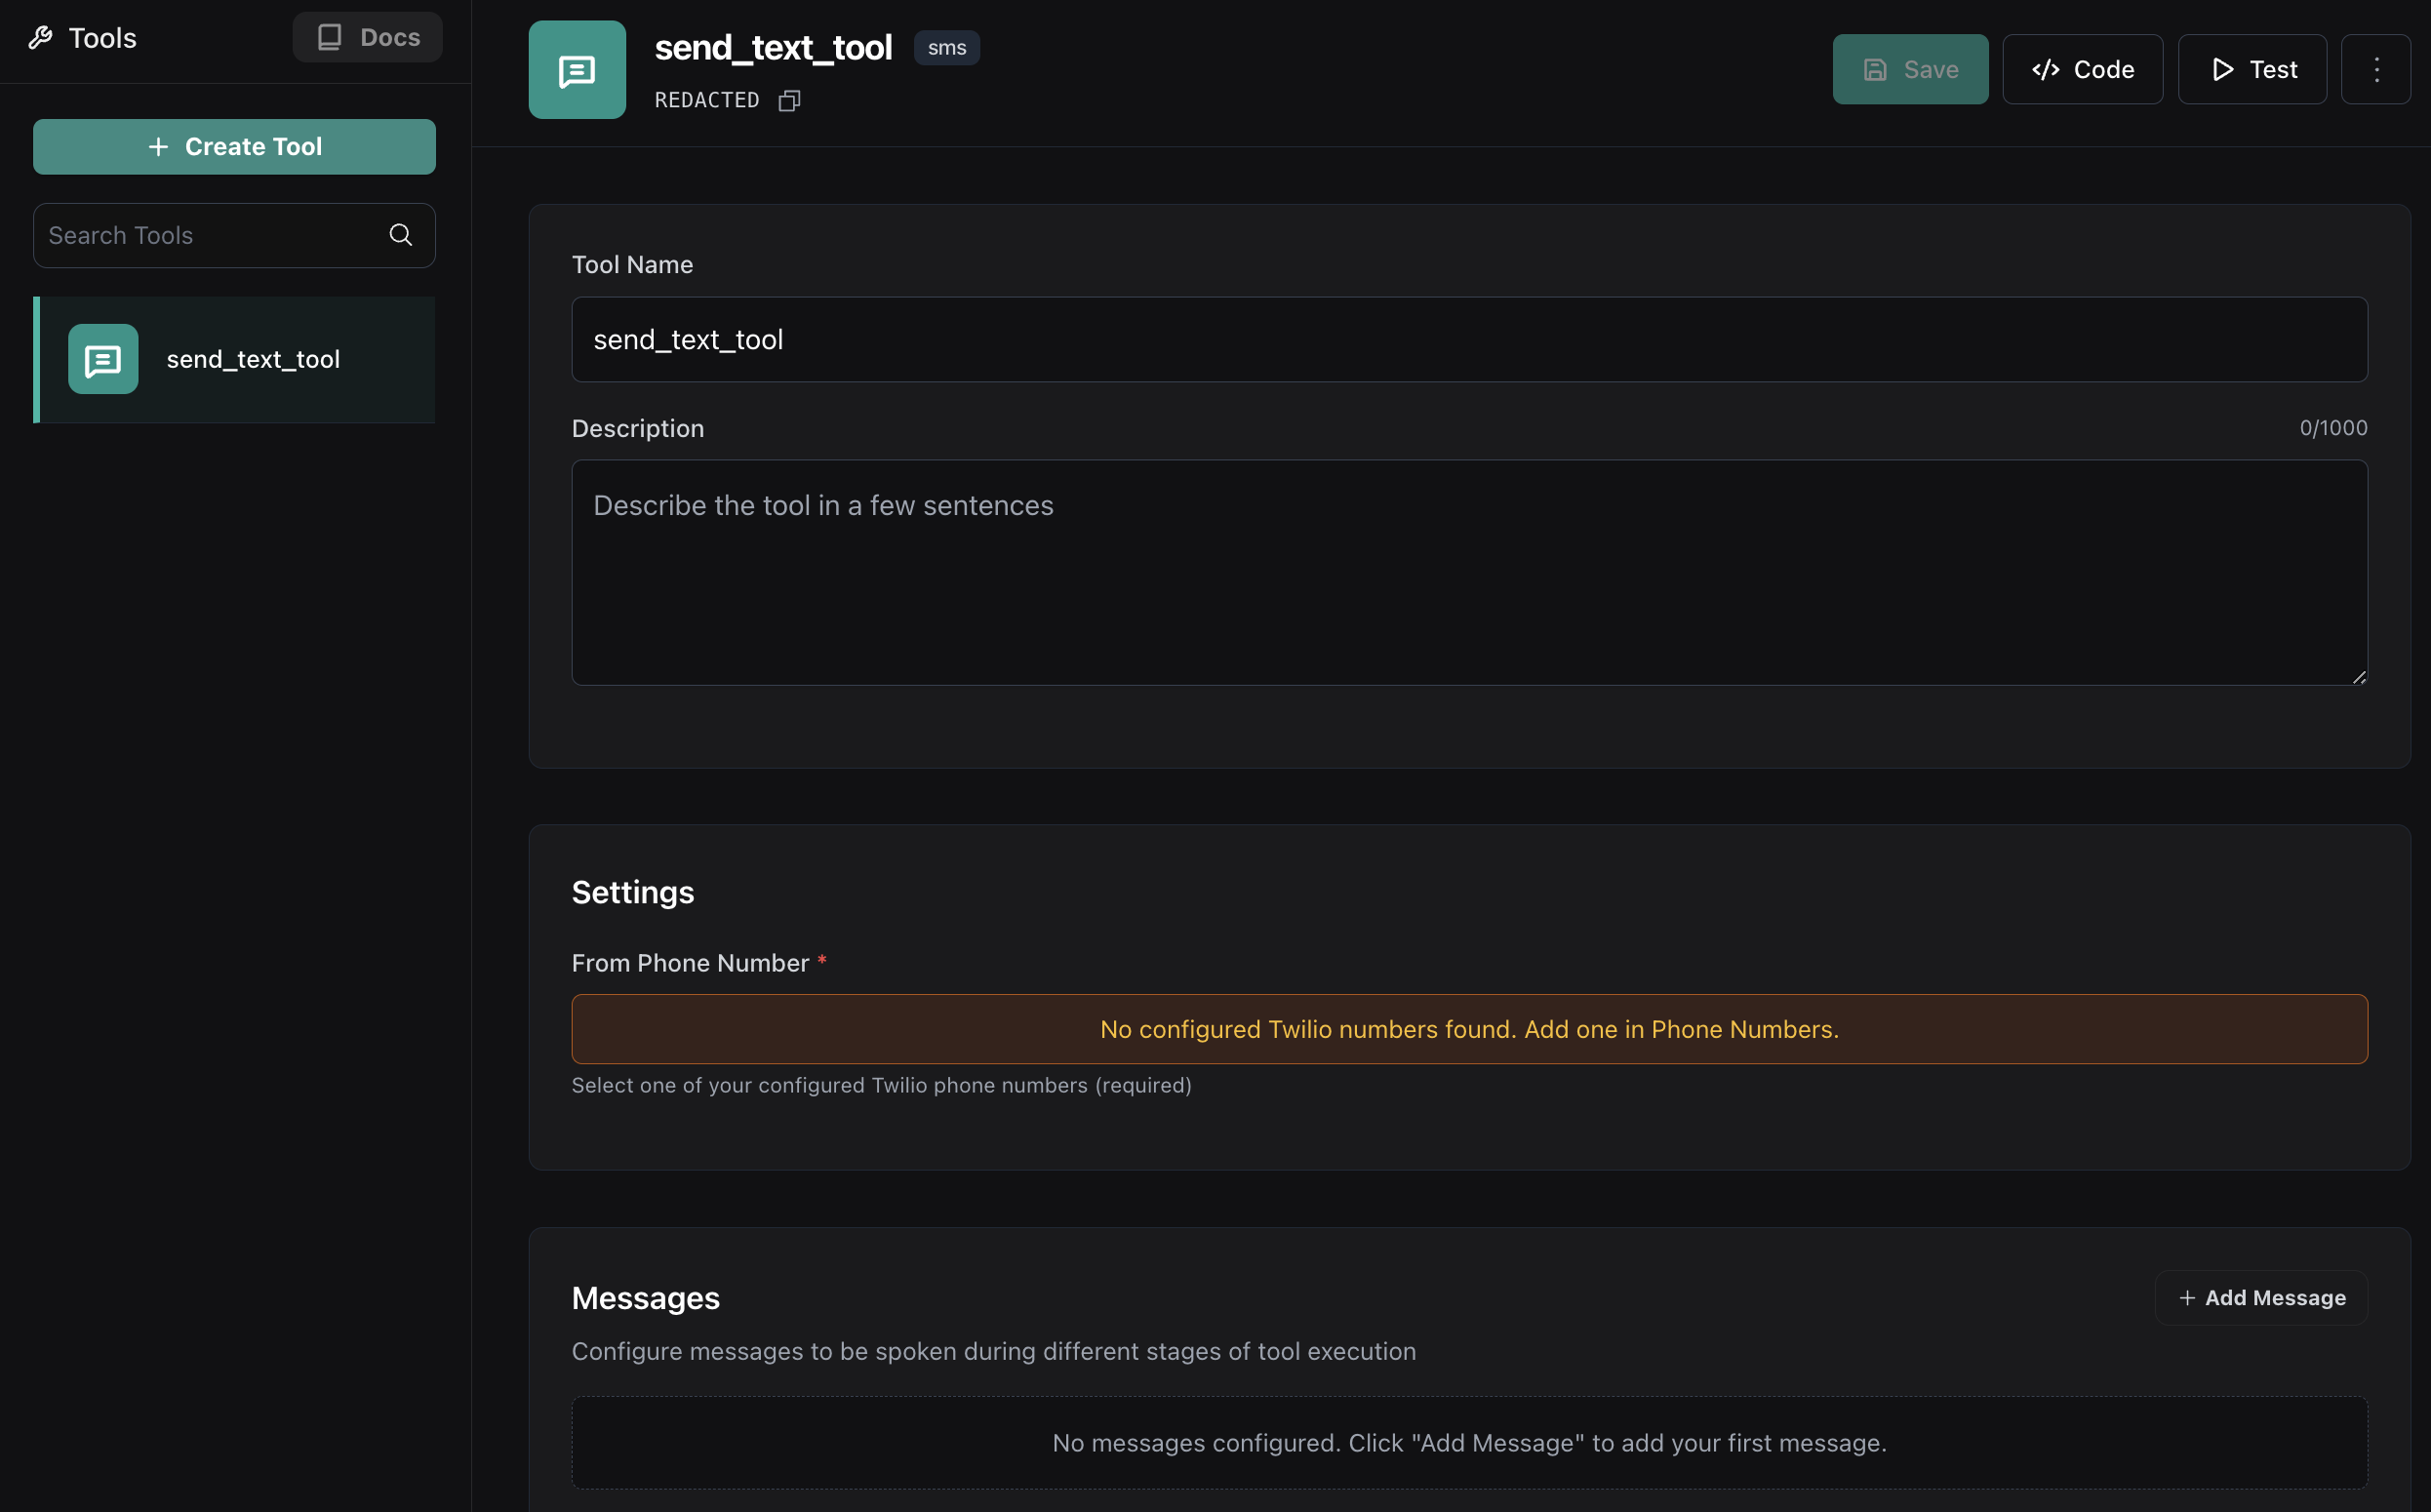 Tools
Docs
Create Tool
Search Tools
send_text_tool
send_text_tool
sms
REDACTED
Save
Code
Test
Tool Name
send_text_tool
Description
0/1000
Describe the tool in a few sentences
Settings
From Phone Number *
No configured Twilio numbers found. Add one in Phone Numbers.
Select one of your configured Twilio phone numbers (required)
Messages
Add Message
Configure messages to be spoken during different stages of tool execution
No messages configured. Click "Add Message" to add your first message.